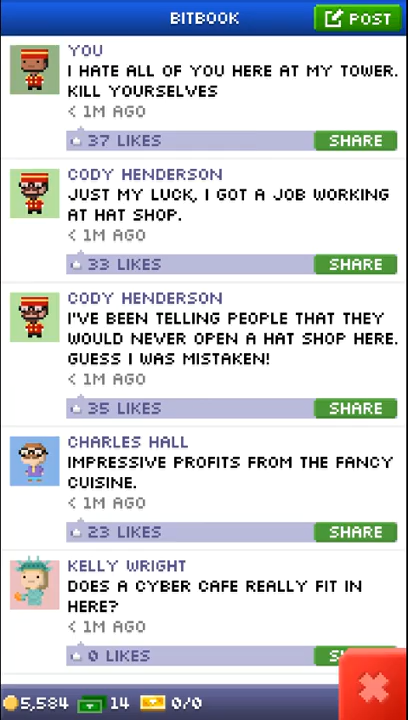 BITBOOK
POST
YOU
I HATE ALL OF YOU HERE AT MY TOWER.
KILL YOURSELVES
< 1M AGO
37 LIKES
SHARE
CODY HENDERSON
JUST MY LUCK, I GOT A JOB WORKING
AT HAT SHOP.
< 1M AGO
33 LIKES
SHARE
CODY HENDERSON
I'VE BEEN TELLING PEOPLE THAT THEY
WOULD NEVER OPEN A HAT SHOP HERE.
GUESS I WAS MISTAKEN!
< 1M AGO
35 LIKES
SHARE
CHARLES HALL
IMPRESSIVE PROFITS FROM THE FANCY
CUISINE.
< 1M AGO
23 LIKES
SHARE
KELLY WRIGHT
DOES A CYBER CAFE REALLY FIT IN
HERE?
< 1M AGO
0 LIKES
5,584 14 0/0